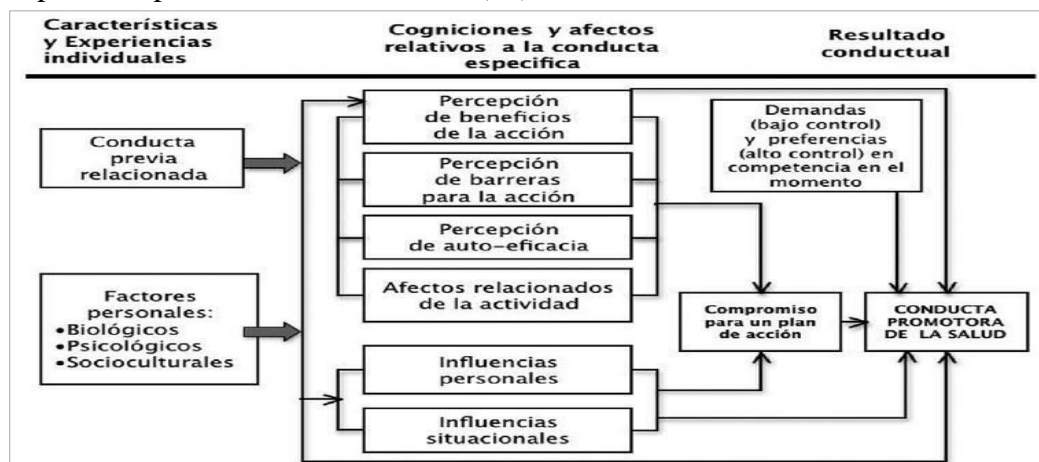 Características
y Experiencias
individuales
Cogniciones y afectos
relativos a la conducta
especifica
Resultado
conductual
Conducta
previa
relacionada
Factores
personales:
•Biológicos
•Psicológicos
•Socioculturales
Percepción
de beneficios
de la acción
Percepción
de barreras
para la acción
Percepción
de auto-eficacia
Afectos relacionados
de la actividad
Influencias
personales
Influencias
situacionales
Demandas
(bajo control)
y preferencias
(alto control) en
competencia en el
momento
Compromiso
para un plan
de acción
CONDUCTA
PROMOTORA
DE LA SALUD